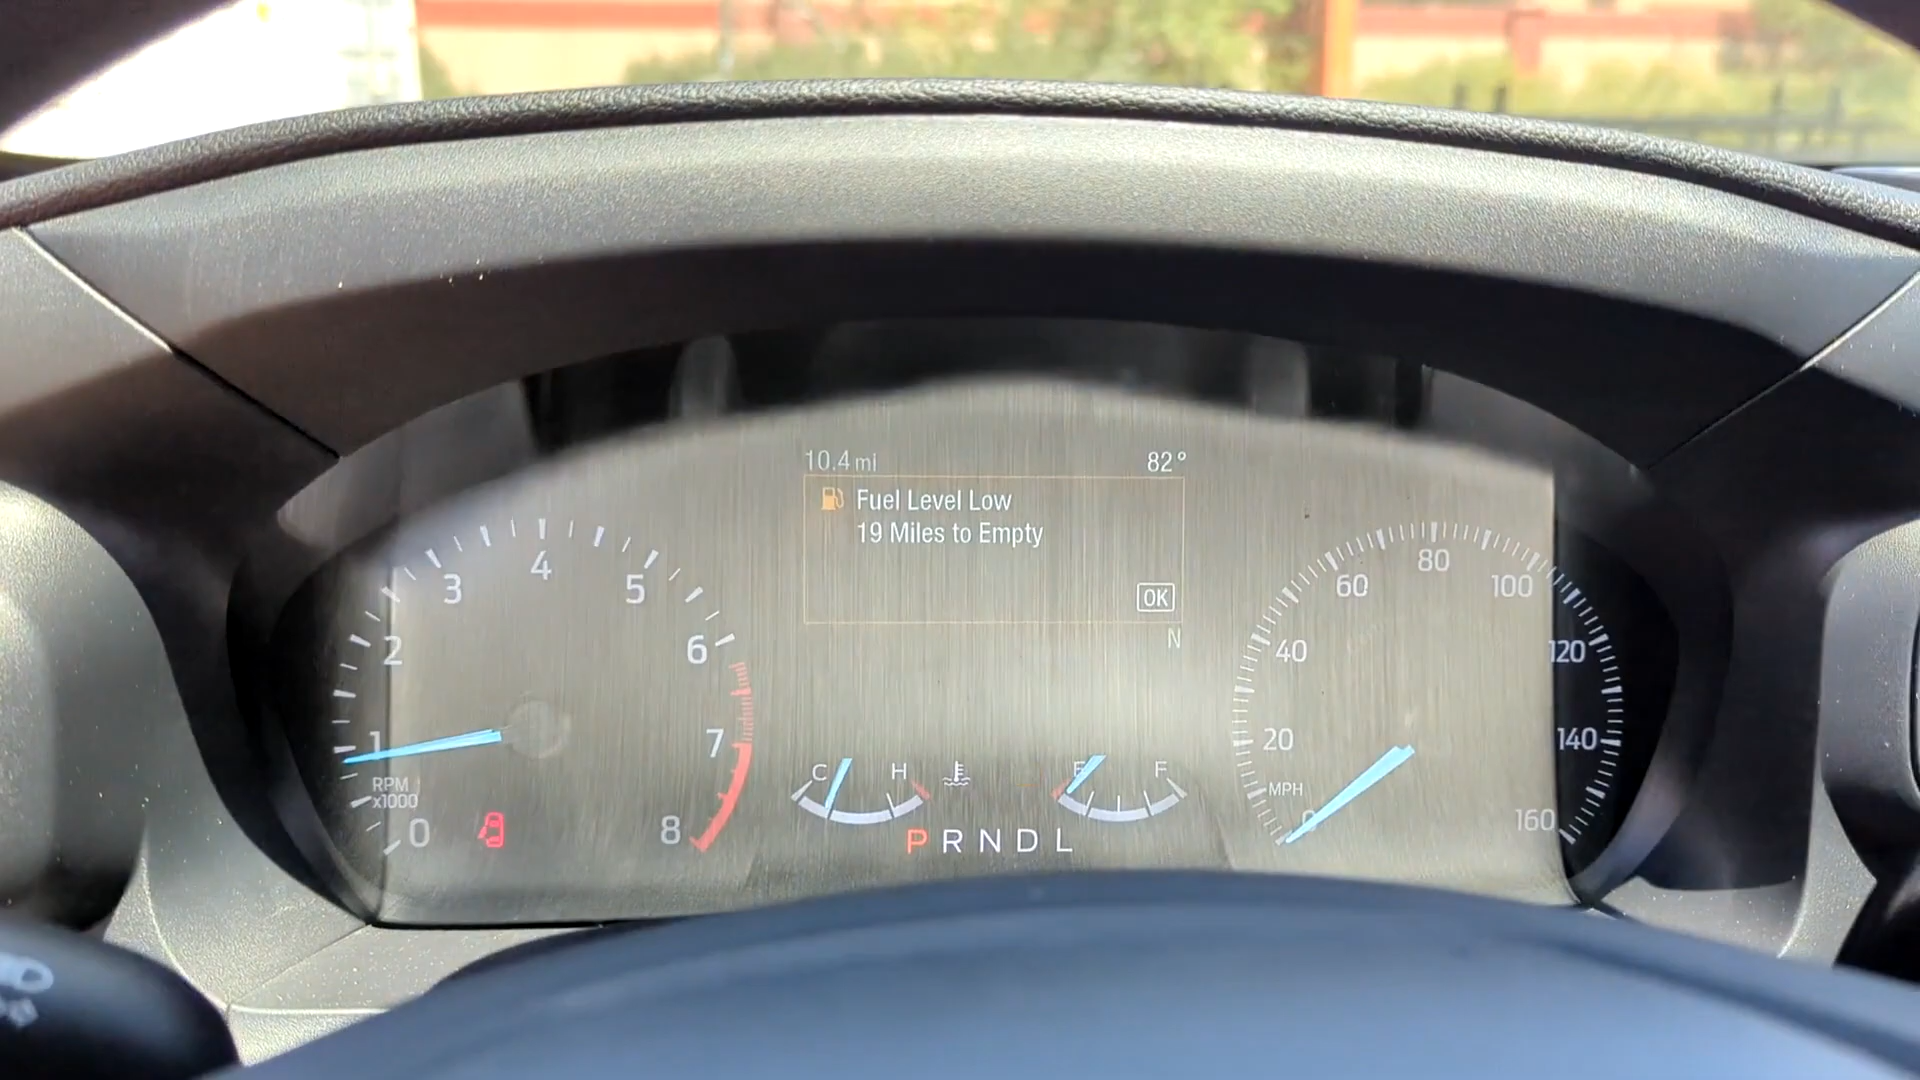 10.4 mi 82°
Fuel Level Low
19 Miles to Empty
OK
N
0 1 2 3 4 5 6 7 8
RPM
x1000
C H
E F
P R N D L
0 20 40 60 80 100 120 140 160
MPH